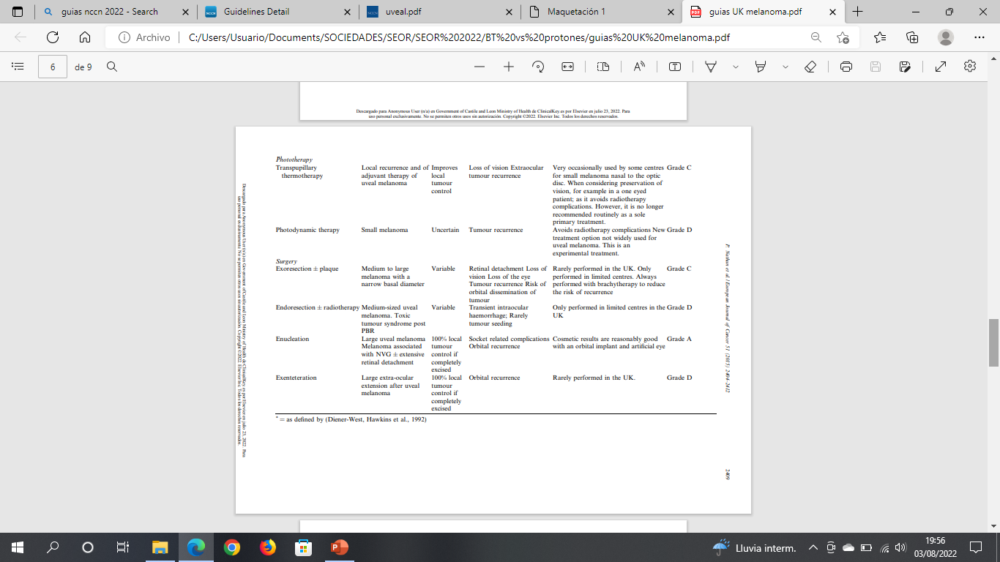 guias nccn 2022 - Search
Guidelines Detail
uveal.pdf
Maquetación 1
guias UK melanoma.pdf
Archivo
C:/Users/Usuario/Documents/SOCIEDADES/SEOR/SEOR%202022/BT%20vs%20protones/guias%20UK%20melanoma.pdf
6 de 9
Descargado para Anonymous User (n/a) en Government of Castile and Leon Ministry of Health de ClinicalKey.es por Elsevier en julio 23, 2022. Para
uso personal exclusivamente. No se permiten otros usos sin autorización. Copyright ©2022. Elsevier Inc. Todos los derechos reservados.
Phototherapy
Transpupillary
thermotherapy
Local recurrence and of
adjuvant therapy of
uveal melanoma
Improves
local
tumour
control
Loss of vision Extraocular
tumour recurrence
Very occasionally used by some centres
for small melanoma nasal to the optic
disc. When considering preservation of
vision, for example in a one eyed
patient; as it avoids radiotherapy
complications. However, it is no longer
recommended routinely as a sole
primary treatment.
Grade C
Photodynamic therapy
Small melanoma
Uncertain
Tumour recurrence
Avoids radiotherapy complications New
treatment option not widely used for
uveal melanoma. This is an
experimental treatment.
Grade D
Surgery
Exoresection ± plaque
Medium to large
melanoma with a
narrow basal diameter
Variable
Retinal detachment Loss of
vision Loss of the eye
Tumour recurrence Risk of
orbital dissemination of
tumour
Rarely performed in the UK. Only
performed in limited centres. Always
performed with brachytherapy to reduce
the risk of recurrence
Grade C
Endoresection ± radiotherapy
Medium-sized uveal
melanoma. Toxic
tumour syndrome post
PBR
Variable
Transient intraocular
haemorrhage; Rarely
tumour seeding
Only performed in limited centres in the
UK
Grade D
Enucleation
Large uveal melanoma
Melanoma associated
with NVG ± extensive
retinal detachment
100% local
tumour
control if
completely
excised
Socket related complications
Orbital recurrence
Cosmetic results are reasonably good
with an orbital implant and artificial eye
Grade A
Exenteteration
Large extra-ocular
extension after uveal
melanoma
100% local
tumour
control if
completely
excised
Orbital recurrence
Rarely performed in the UK.
Grade D
* = as defined by (Diener-West, Hawkins et al., 1992)
P. Nathan et al. / European Journal of Cancer 51 (2015) 2404–2412
2409
Descargado para Anonymous User (n/a) en Government of Castile and Leon Ministry of Health de ClinicalKey.es por Elsevier en julio 23, 2022. Para
uso personal exclusivamente. No se permiten otros usos sin autorización. Copyright ©2022. Elsevier Inc. Todos los derechos reservados.
Lluvia interm.
19:56
03/08/2022